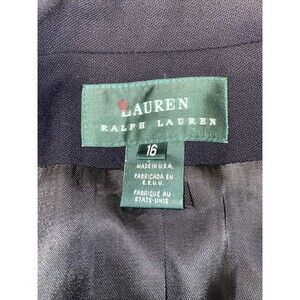 LAUREN
RALPH LAUREN
16
MADE IN U.S.A.
FABRICADA EN
E.E.U.U.
FABRIQUE AU
ETATS-UNIS